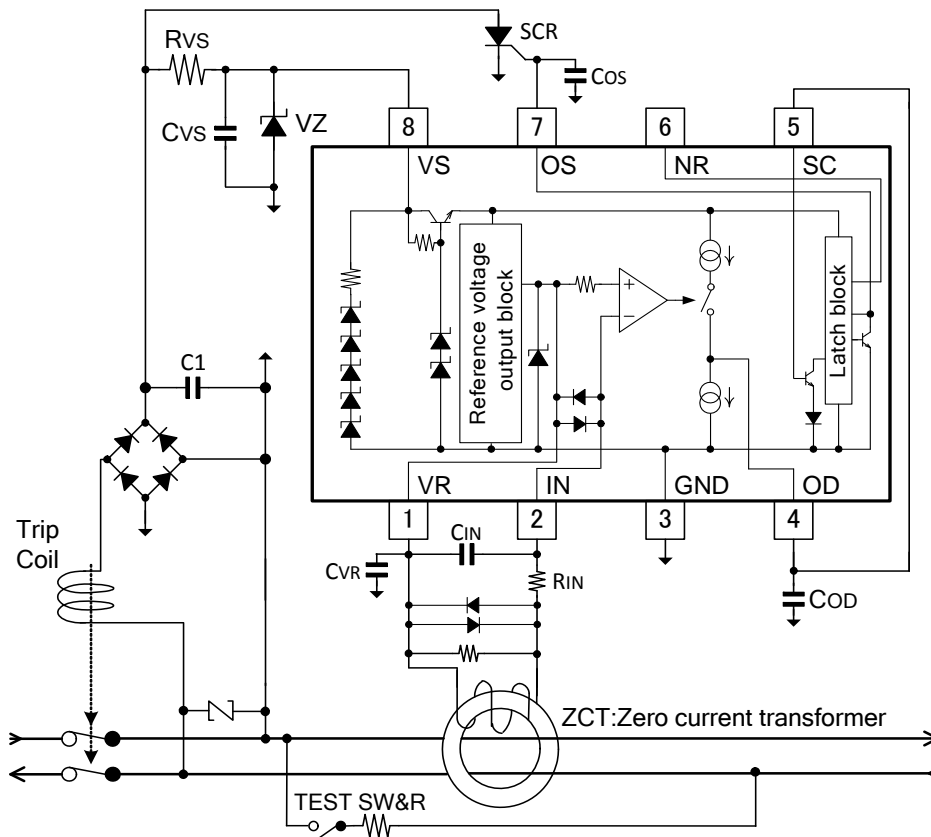 SCR
RVS
COS
CVS
VZ
8
7
6
5
VS
OS
NR
SC
Reference voltage
output block
+
−
Latch block
C1
VR
IN
GND
OD
1
2
3
4
Trip
Coil
CIN
CVR
RIN
COD
ZCT:Zero current transformer
TEST SW&R